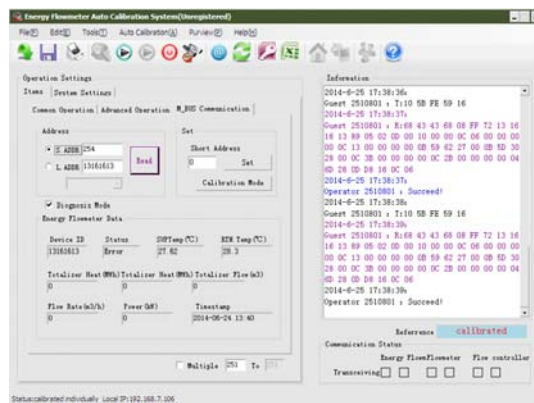 Energy Flowmeter Auto Calibration System(Unregistered)
File(F) Edit(E) Tools(T) Auto Calibration(A) Purview(P) Help(H)
Operation Settings
Items System Settings
Common Operation Advanced Operation M_BUS Communication
Address
S. ADDR 254
L. ADDR 13161613
Read
Set
Short Address
0 Set
Calibration Mode
Diagnosis Mode
Energy Flowmeter Data
Device ID Status SUPTemp(℃) RTN Temp(℃)
13161613 Error 27.62 28.3
Totalizer Heat(MWh) Totalizer Heat(MWh) Totalizer Flow(m3)
0 0 0
Flow Rate(m3/h) Power(kW) Timestamp
0 0 2014-06-24 13:40
Multiple 251 To
Information
2014-6-25 17:38:36:
Guest 2510801 : T:10 5B FE 59 16
2014-6-25 17:38:37:
Guest 2510801 : R:68 43 43 68 08 FF 72 13 16
16 13 89 05 02 0D 00 10 00 00 0C 06 00 00 00
00 0C 13 00 00 00 00 0B 59 62 27 00 0B 5D 30
28 00 0C 3B 00 00 00 00 0C 2B 00 00 00 00 04
6D 28 0D D8 16 0C 06
2014-6-25 17:38:37:
Operator 2510801 : Succeed!
2014-6-25 17:38:38:
Guest 2510801 : T:10 5B FE 59 16
2014-6-25 17:38:39:
Guest 2510801 : R:68 43 43 68 08 FF 72 13 16
16 13 89 05 02 0D 00 10 00 00 0C 06 00 00 00
00 0C 13 00 00 00 00 0B 59 62 27 00 0B 5D 30
28 00 0C 3B 00 00 00 00 0C 2B 00 00 00 00 04
6D 28 0D D8 16 0C 06
2014-6-25 17:38:39:
Operator 2510801 : Succeed!
Referrence calibrated
Communication Status
Energy Flowmeter Flow controller
Transceiving
Status:calibrated individually Local IP:192.168.7.106